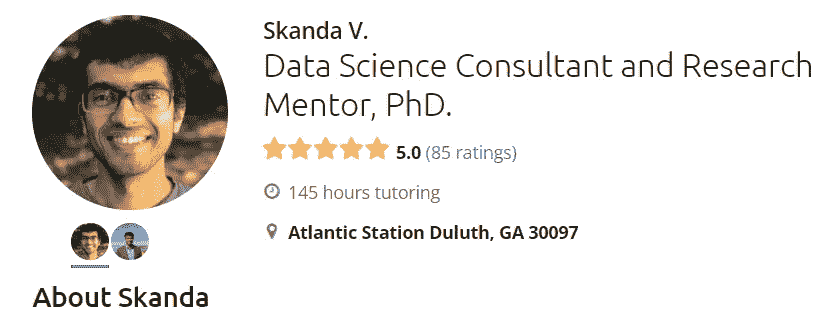 Skanda V.
Data Science Consultant and Research
Mentor, PhD.
5.0 (85 ratings)
145 hours tutoring
Atlantic Station Duluth, GA 30097
About Skanda